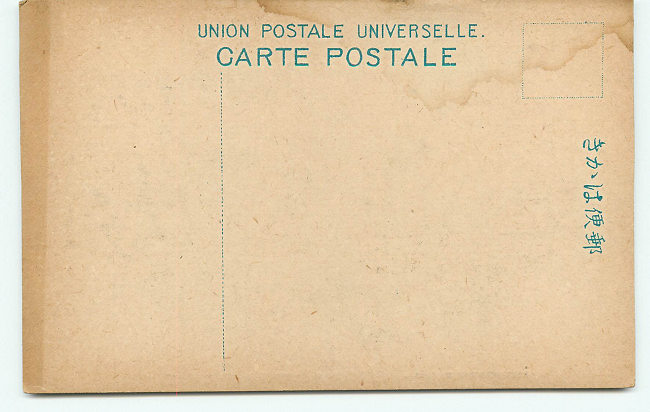 UNION POSTALE UNIVERSELLE.
CARTE POSTALE
きかは便郵